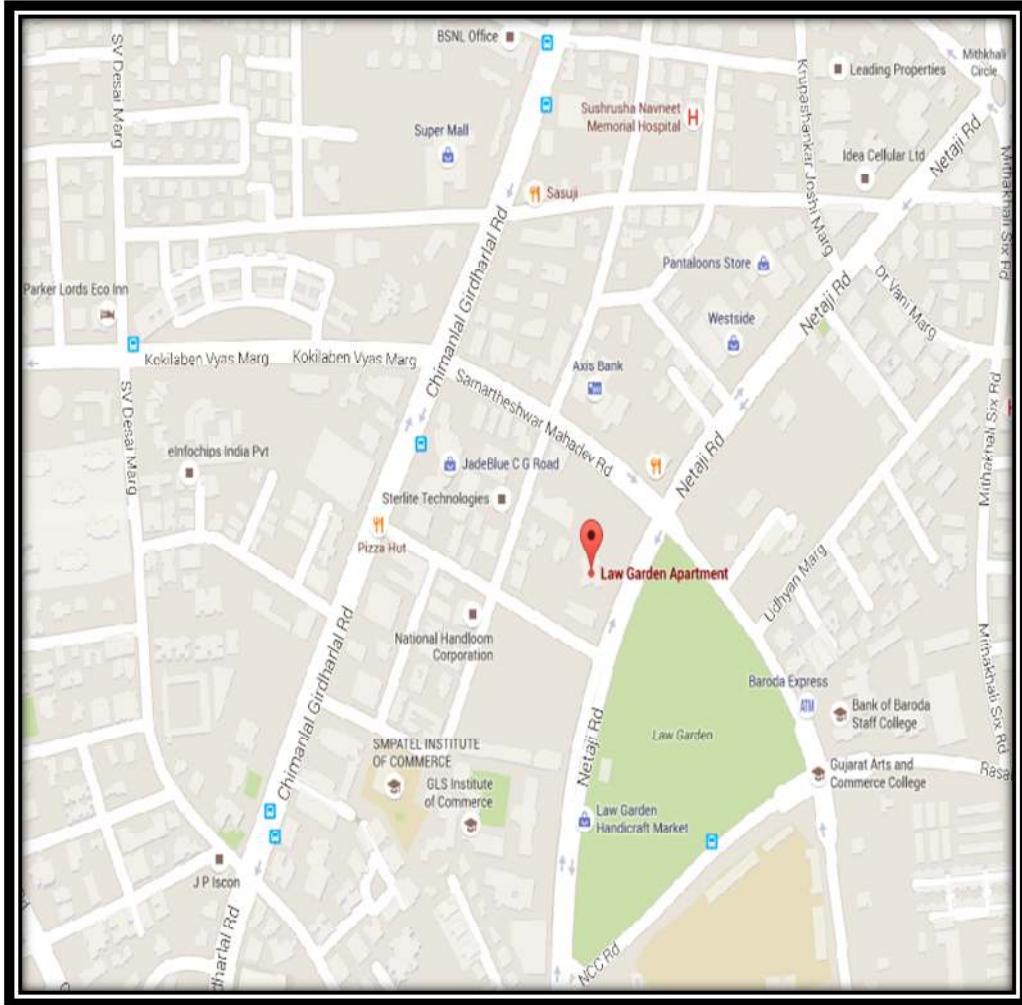 BSNL Office
Mithkhali
Circle
SV Desai Marg
Leading Properties
Krupashankar Joshi Marg
Sushrusha Navneet
Memorial Hospital
H
Super Mall
Netaji Rd
Idea Cellular Ltd
Mithakhali Six Rd
Sasuji
Chimanlal Girdharlal Rd
Pantaloons Store
Dr Vani Marg
Netaji Rd
Parker Lords Eco Inn
Westside
Kokilaben Vyas Marg
Kokilaben Vyas Marg
Axis Bank
Samartheshwar Mahadev Rd
SV Desai Marg
Mithakhali Six Rd
H
eInfochips India Pvt
JadeBlue C G Road
Netaji Rd
Sterlite Technologies
Pizza Hut
Law Garden Apartment
Udhyan Marg
National Handloom
Corporation
Mithakhali Six Rd
Chimanlal Girdharlal Rd
Baroda Express
ATM
Bank of Baroda
Staff College
Netaji Rd
Law Garden
SMPATEL INSTITUTE
OF COMMERCE
Gujarat Arts and
Commerce College
Rasa
GLS Institute
of Commerce
Law Garden
Handicraft Market
J P Iscon
dharlal Rd
NCC Rd